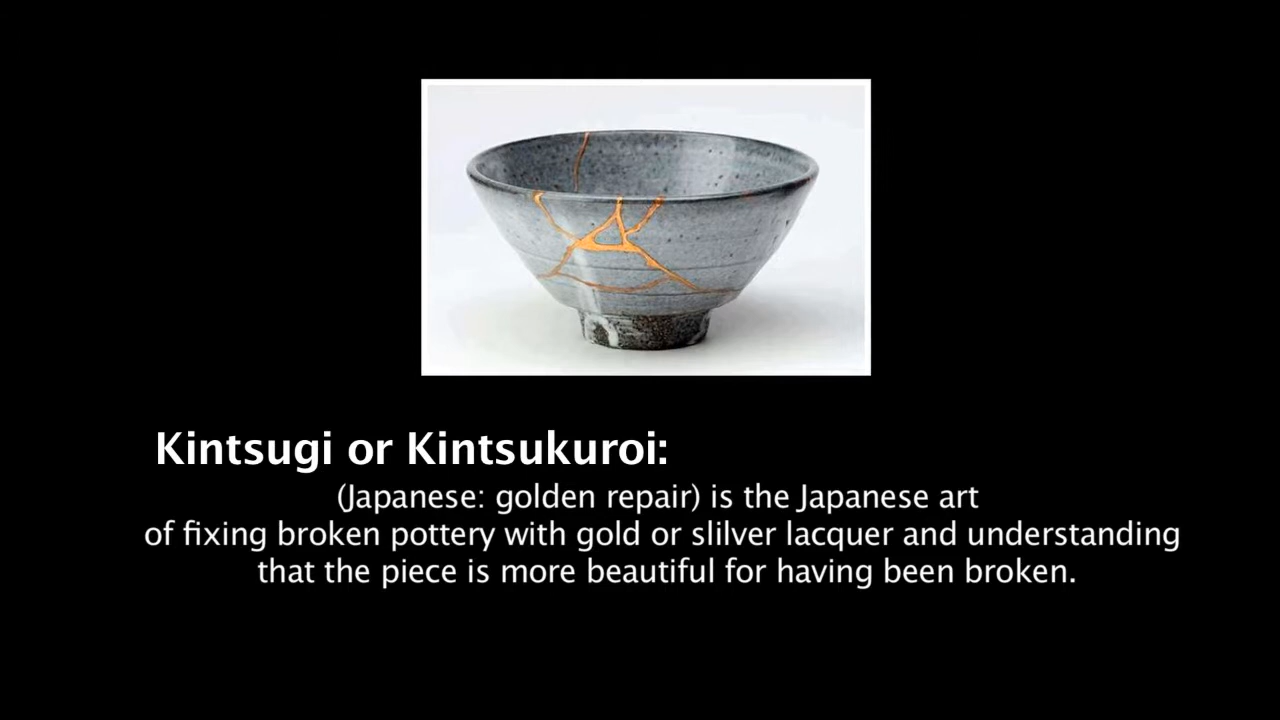 Kintsugi or Kintsukuroi:
(Japanese: golden repair) is the Japanese art
of fixing broken pottery with gold or slilver lacquer and understanding
that the piece is more beautiful for having been broken.